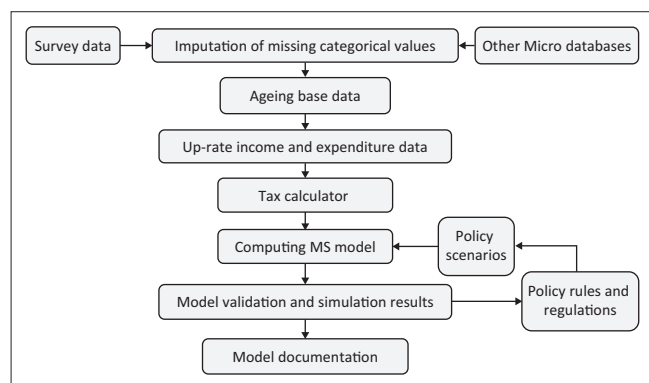 Survey data
Imputation of missing categorical values
Other Micro databases
Ageing base data
Up-rate income and expenditure data
Tax calculator
Computing MS model
Policy
scenarios
Model validation and simulation results
Policy rules and
regulations
Model documentation